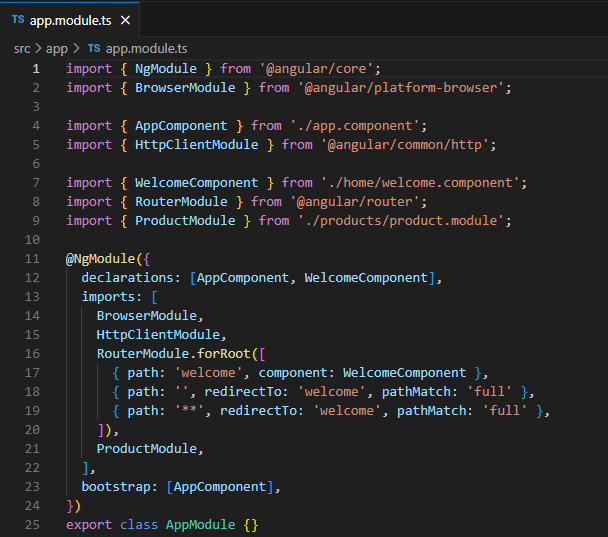 TS app.module.ts ×
src > app > TS app.module.ts
1 import { NgModule } from '@angular/core';
2 import { BrowserModule } from '@angular/platform-browser';
3
4 import { AppComponent } from './app.component';
5 import { HttpClientModule } from '@angular/common/http';
6
7 import { WelcomeComponent } from './home/welcome.component';
8 import { RouterModule } from '@angular/router';
9 import { ProductModule } from './products/product.module';
10
11 @NgModule({
12   declarations: [AppComponent, WelcomeComponent],
13   imports: [
14     BrowserModule,
15     HttpClientModule,
16     RouterModule.forRoot([
17       { path: 'welcome', component: WelcomeComponent },
18       { path: '', redirectTo: 'welcome', pathMatch: 'full' },
19       { path: '**', redirectTo: 'welcome', pathMatch: 'full' },
20     ]),
21     ProductModule,
22   ],
23   bootstrap: [AppComponent],
24 })
25 export class AppModule {}